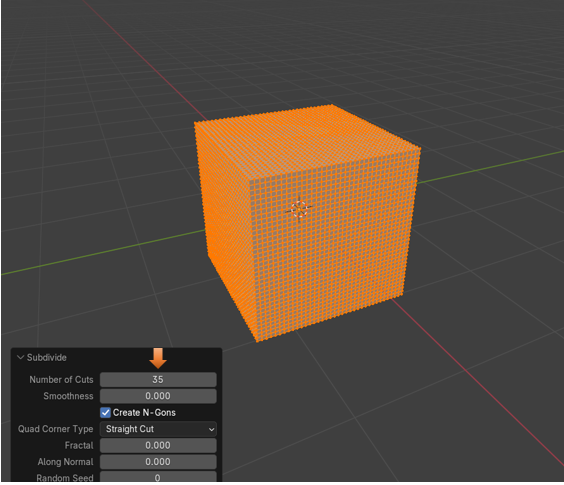 Subdivide
Number of Cuts 35
Smoothness 0.000
Create N-Gons
Quad Corner Type Straight Cut
Fractal 0.000
Along Normal 0.000
Random Seed 0